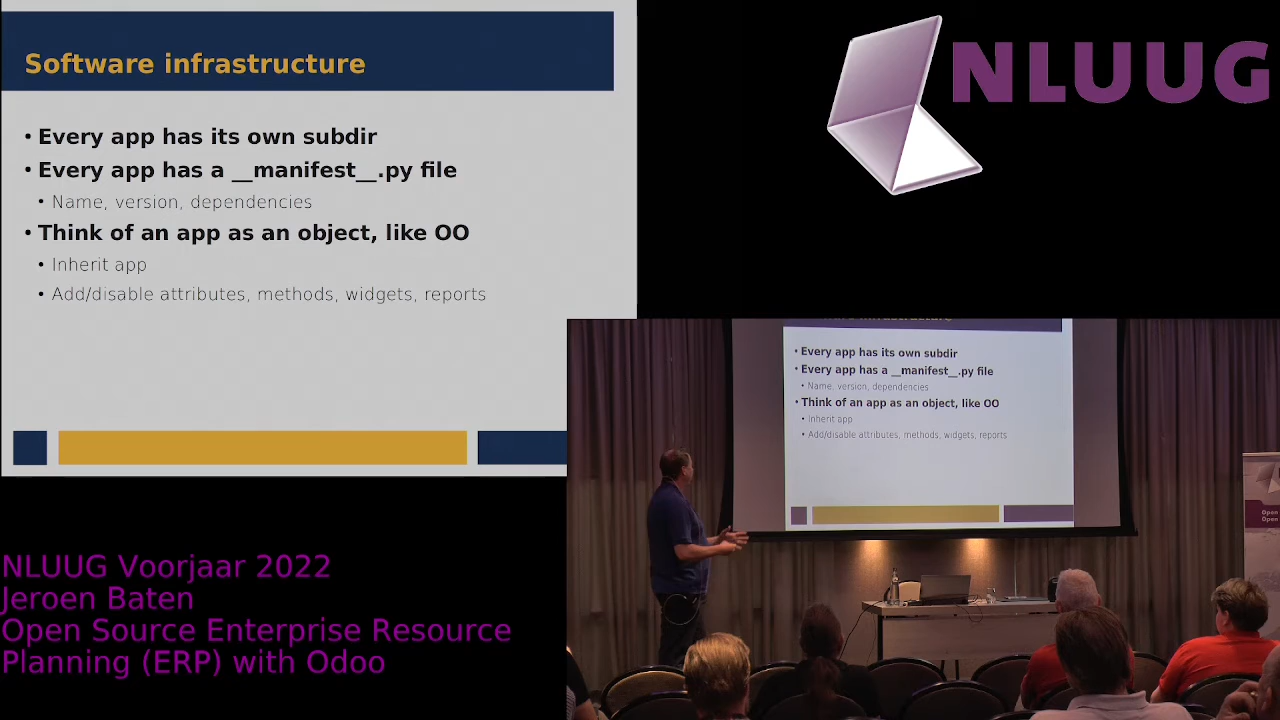 Software infrastructure
• Every app has its own subdir
• Every app has a __manifest__.py file
• Name, version, dependencies
• Think of an app as an object, like OO
• Inherit app
• Add/disable attributes, methods, widgets, reports
NLUUG
• Every app has its own subdir
• Every app has a __manifest__.py file
• Name, version, dependencies
• Think of an app as an object, like OO
• Inherit app
• Add/disable attributes, methods, widgets, reports
Open
Open
NLUUG Voorjaar 2022
Jeroen Baten
Open Source Enterprise Resource
Planning (ERP) with Odoo